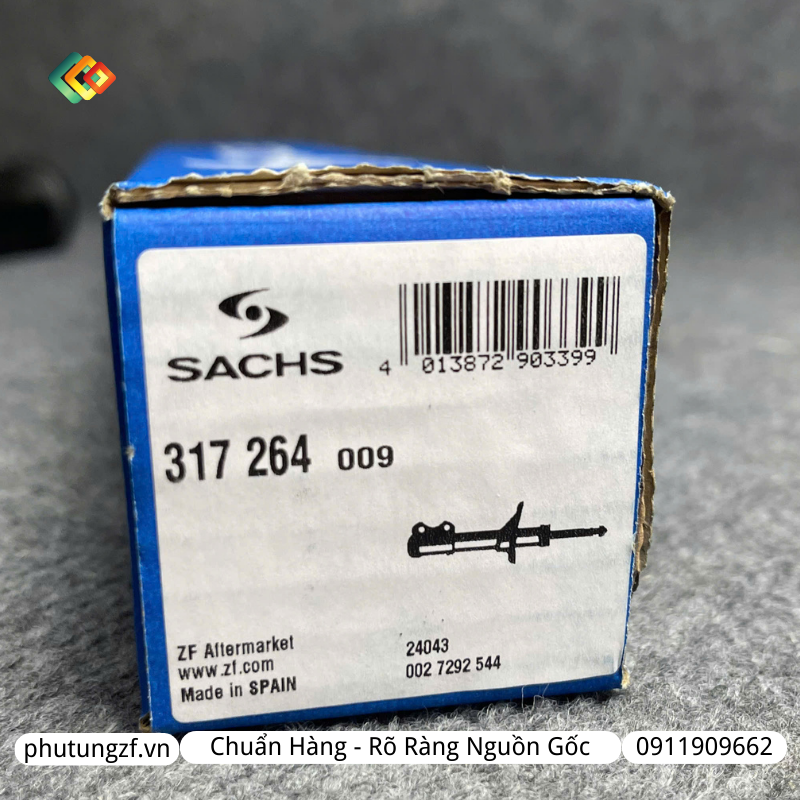 SACHS
4 013872 903399
317 264 009
ZF Aftermarket
www.zf.com
Made in SPAIN
24043
002 7292 544
phutungzf.vn
Chuẩn Hàng - Rõ Ràng Nguồn Gốc
0911909662